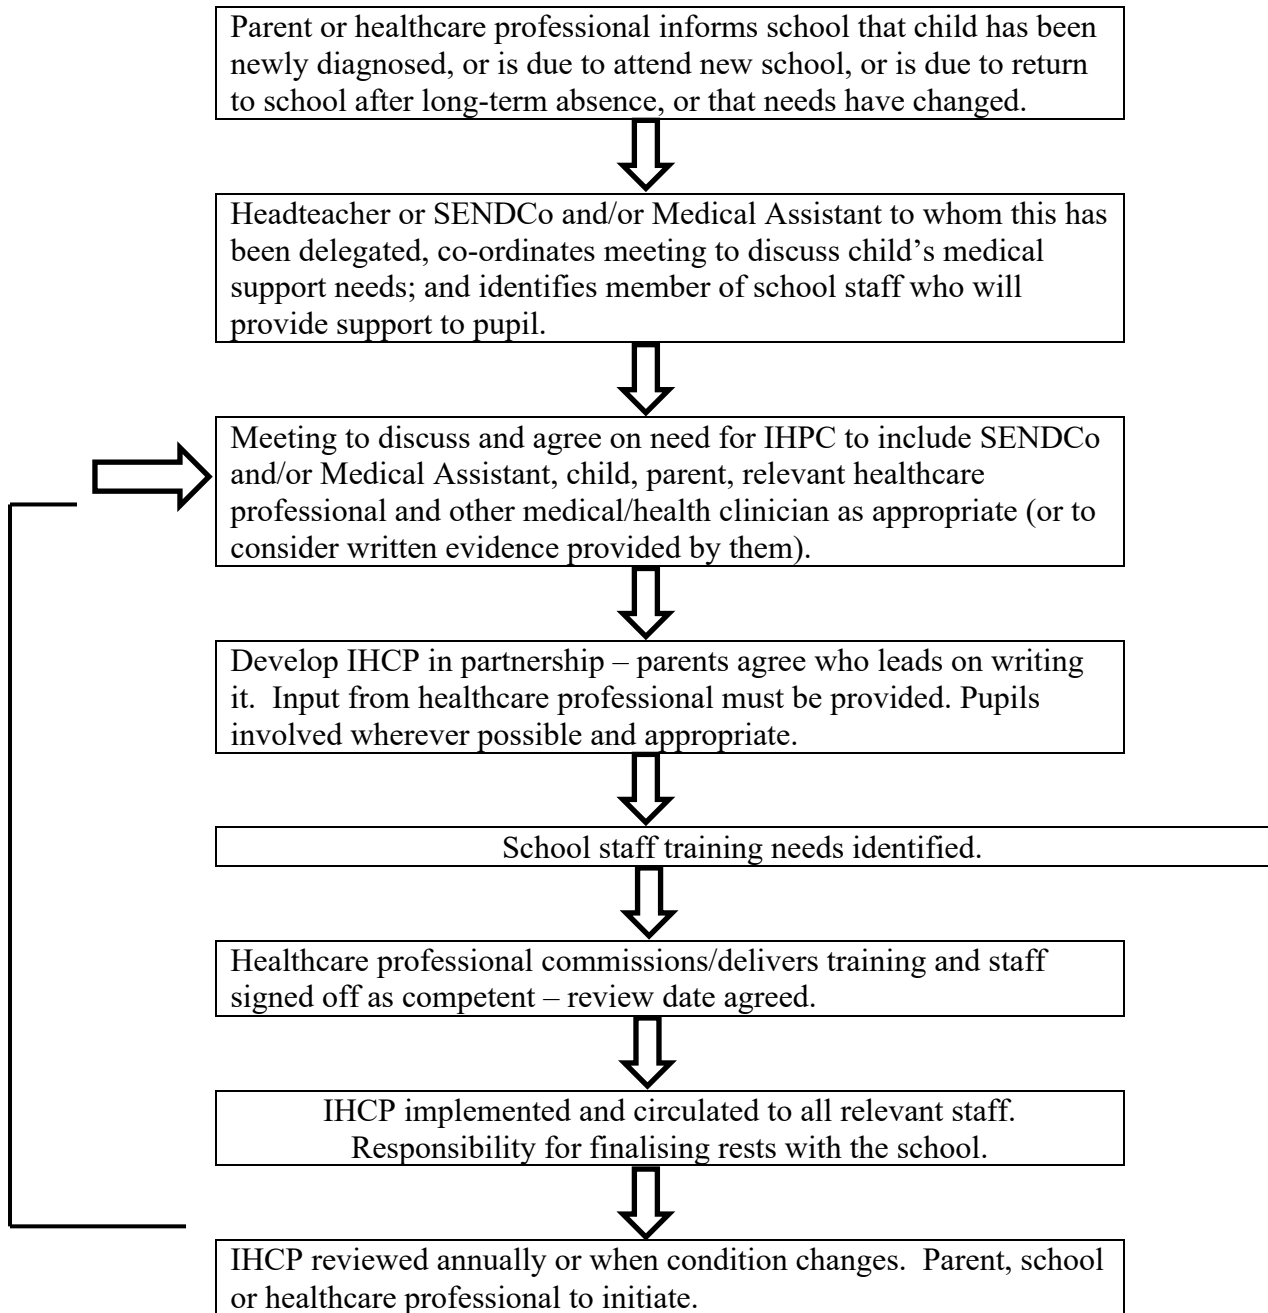 Parent or healthcare professional informs school that child has been
newly diagnosed, or is due to attend new school, or is due to return
to school after long-term absence, or that needs have changed.
Headteacher or SENDCo and/or Medical Assistant to whom this has
been delegated, co-ordinates meeting to discuss child’s medical
support needs; and identifies member of school staff who will
provide support to pupil.
Meeting to discuss and agree on need for IHPC to include SENDCo
and/or Medical Assistant, child, parent, relevant healthcare
professional and other medical/health clinician as appropriate (or to
consider written evidence provided by them).
Develop IHCP in partnership – parents agree who leads on writing
it.  Input from healthcare professional must be provided. Pupils
involved wherever possible and appropriate.
School staff training needs identified.
Healthcare professional commissions/delivers training and staff
signed off as competent – review date agreed.
IHCP implemented and circulated to all relevant staff.
Responsibility for finalising rests with the school.
IHCP reviewed annually or when condition changes.  Parent, school
or healthcare professional to initiate.